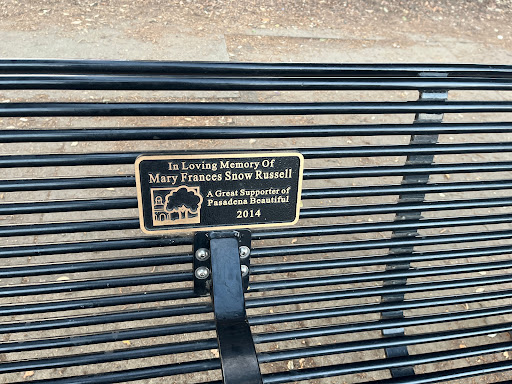 In Loving Memory Of
Mary Frances Snow Russell
A Great Supporter of
Pasadena Beautiful
2014